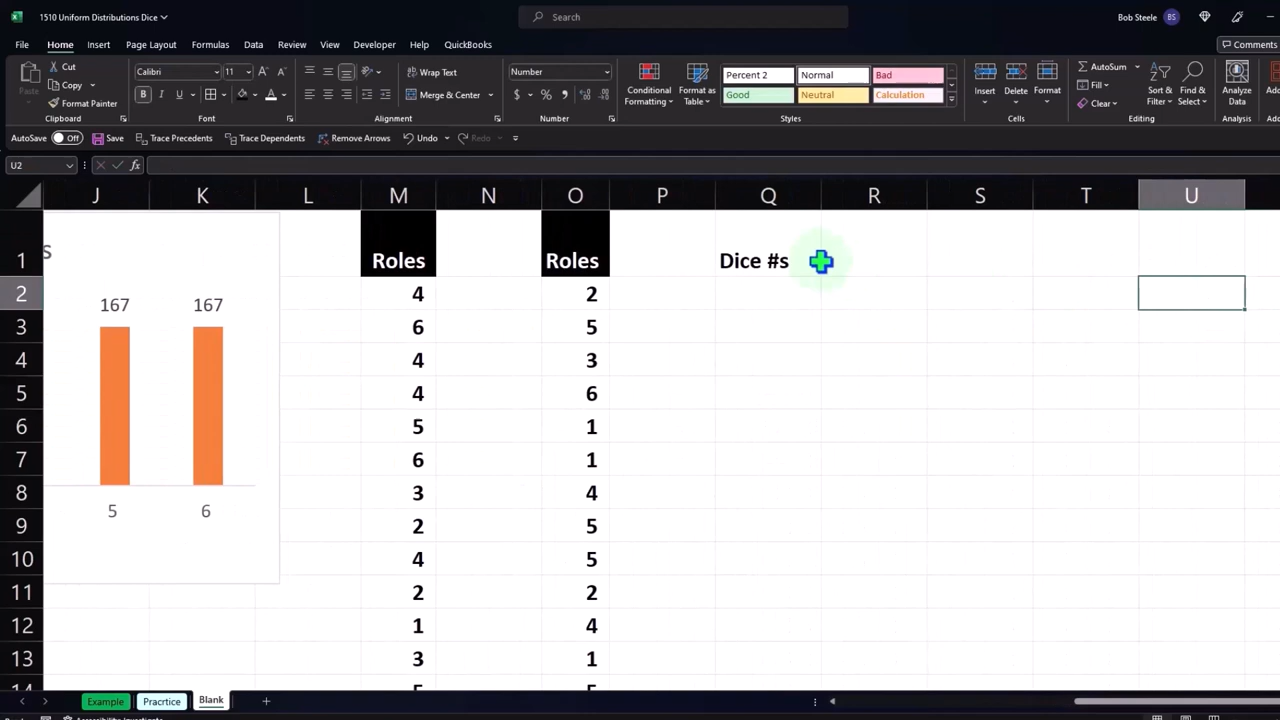 1510 Uniform Distributions Dice
Search
Bob Steele
BS
File
Home
Insert
Page Layout
Formulas
Data
Review
View
Developer
Help
QuickBooks
Comments
Paste
Cut
Copy
Format Painter
Clipboard
Calibri
11
B I U
Font
Wrap Text
Merge & Center
Alignment
Number
$ % ,
Number
Conditional Formatting
Format as Table
Percent 2
Normal
Bad
Good
Neutral
Calculation
Styles
Insert
Delete
Format
Cells
AutoSum
Fill
Clear
Sort & Filter
Find & Select
Editing
Analyze Data
Analysis
AutoSave Off
Save
Trace Precedents
Trace Dependents
Remove Arrows
Undo
Redo
U2
fx
J K L M N O P Q R S T U
1 s Roles Roles Dice #s
2 4 2
3 6 5
4 4 3
5 4 6
6 5 1
7 6 1
8 3 4
9 2 5
10 4 5
11 2 2
12 4
13 3 1
167 167
5 6
12 1 4
Example
Pracrtice
Blank